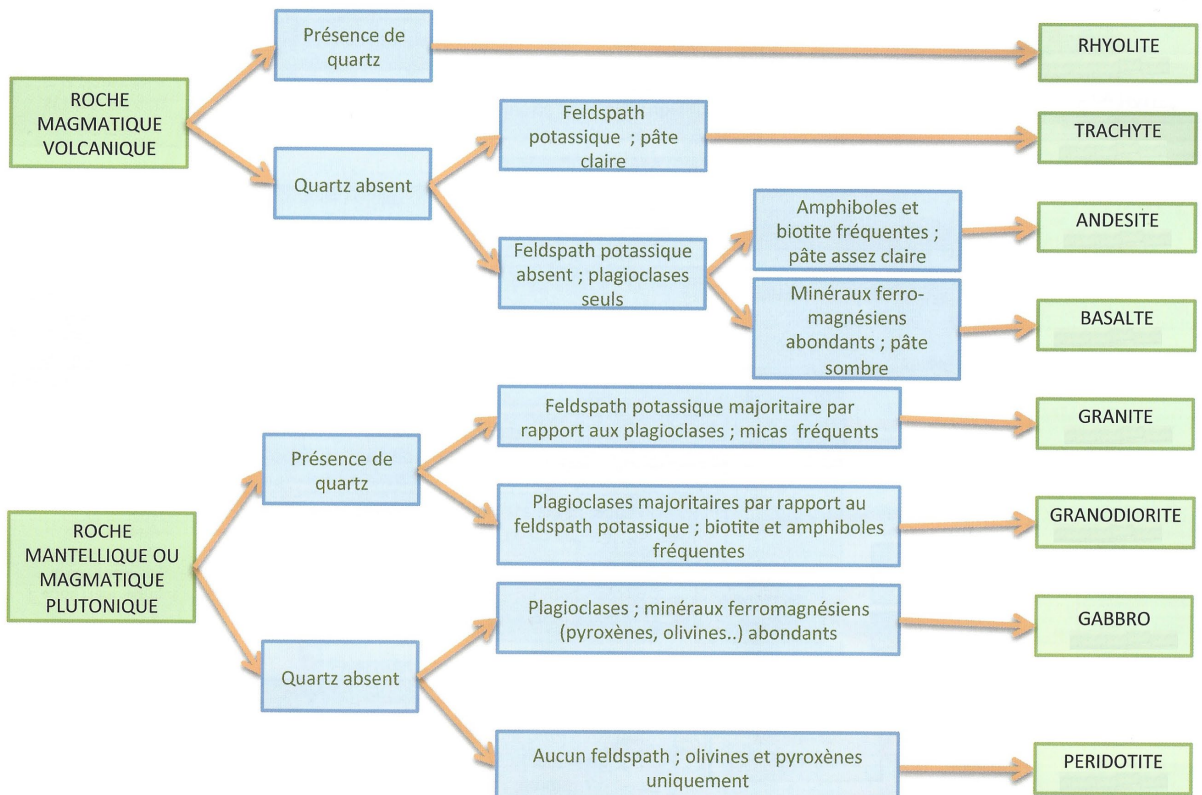 ROCHE
MAGMATIQUE
VOLCANIQUE
Présence de
quartz
RHYOLITE
Quartz absent
Feldspath
potassique ; pâte
claire
TRACHYTE
Feldspath potassique
absent ; plagioclases
seuls
Amphiboles et
biotite fréquentes ;
pâte assez claire
ANDESITE
Minéraux ferro-
magnésiens
abondants ; pâte
sombre
BASALTE
ROCHE
MANTELLIQUE OU
MAGMATIQUE
PLUTONIQUE
Présence de
quartz
Feldspath potassique majoritaire par
rapport aux plagioclases ; micas fréquents
GRANITE
Plagioclases majoritaires par rapport au
feldspath potassique ; biotite et amphiboles
fréquentes
GRANODIORITE
Quartz absent
Plagioclases ; minéraux ferromagnésiens
(pyroxènes, olivines..) abondants
GABBRO
Aucun feldspath ; olivines et pyroxènes
uniquement
PERIDOTITE